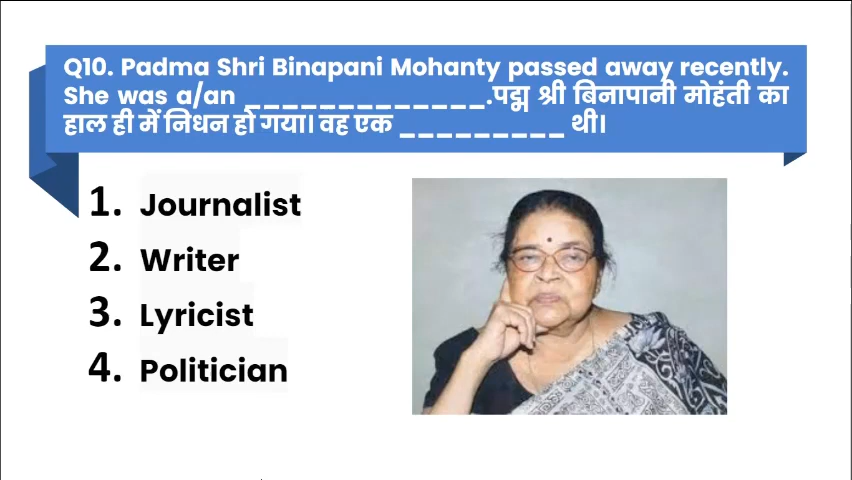 Q10. Padma Shri Binapani Mohanty passed away recently.
She was a/an _____________.पद्म श्री बिनापानी मोहंती का
हाल ही में निधन हो गया। वह एक _________ थी।
1. Journalist
2. Writer
3. Lyricist
4. Politician